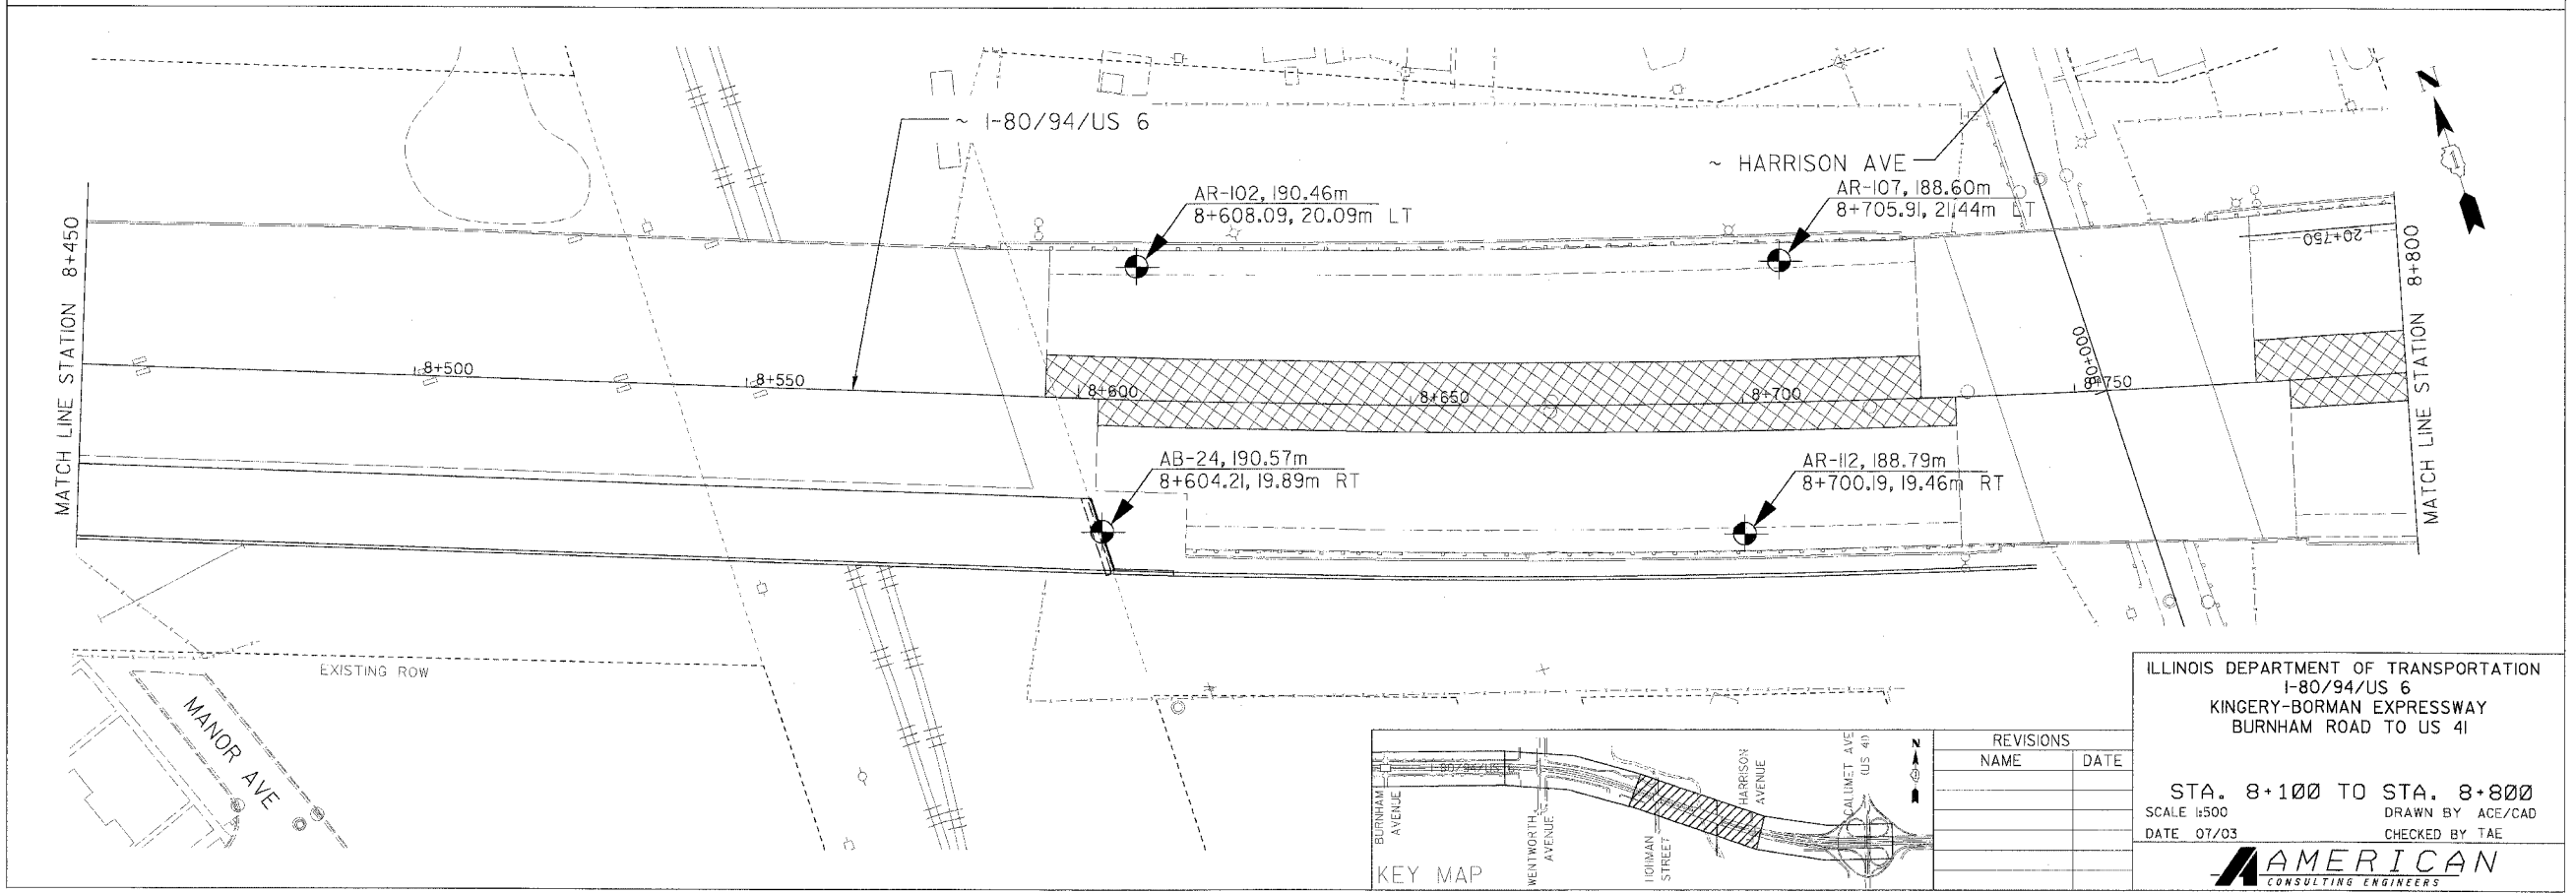 ~ I-80/94/US 6
~ HARRISON AVE
N
AR-102, 190.46m
8+608.09, 20.09m LT
AR-107, 188.60m
8+705.91, 21.44m LT
MATCH LINE STATION 8+450
20+750
MATCH LINE STATION 8+800
8+500
8+550
8+600
8+650
8+700
8+750
AB-24, 190.57m
8+604.21, 19.89m RT
AR-112, 188.79m
8+700.19, 19.46m RT
EXISTING ROW
MANOR AVE
BURNHAM
AVENUE
I-80/94/US 6
WENTWORTH
AVENUE
HOHMAN
STREET
HARRISON
AVENUE
CALUMET AVE
(US 41)
N
KEY MAP
REVISIONS
NAME DATE
ILLINOIS DEPARTMENT OF TRANSPORTATION
I-80/94/US 6
KINGERY-BORMAN EXPRESSWAY
BURNHAM ROAD TO US 41
STA. 8+100 TO STA. 8+800
SCALE 1:500 DRAWN BY ACE/CAD
DATE 07/03 CHECKED BY TAE
AMERICAN
CONSULTING ENGINEERS